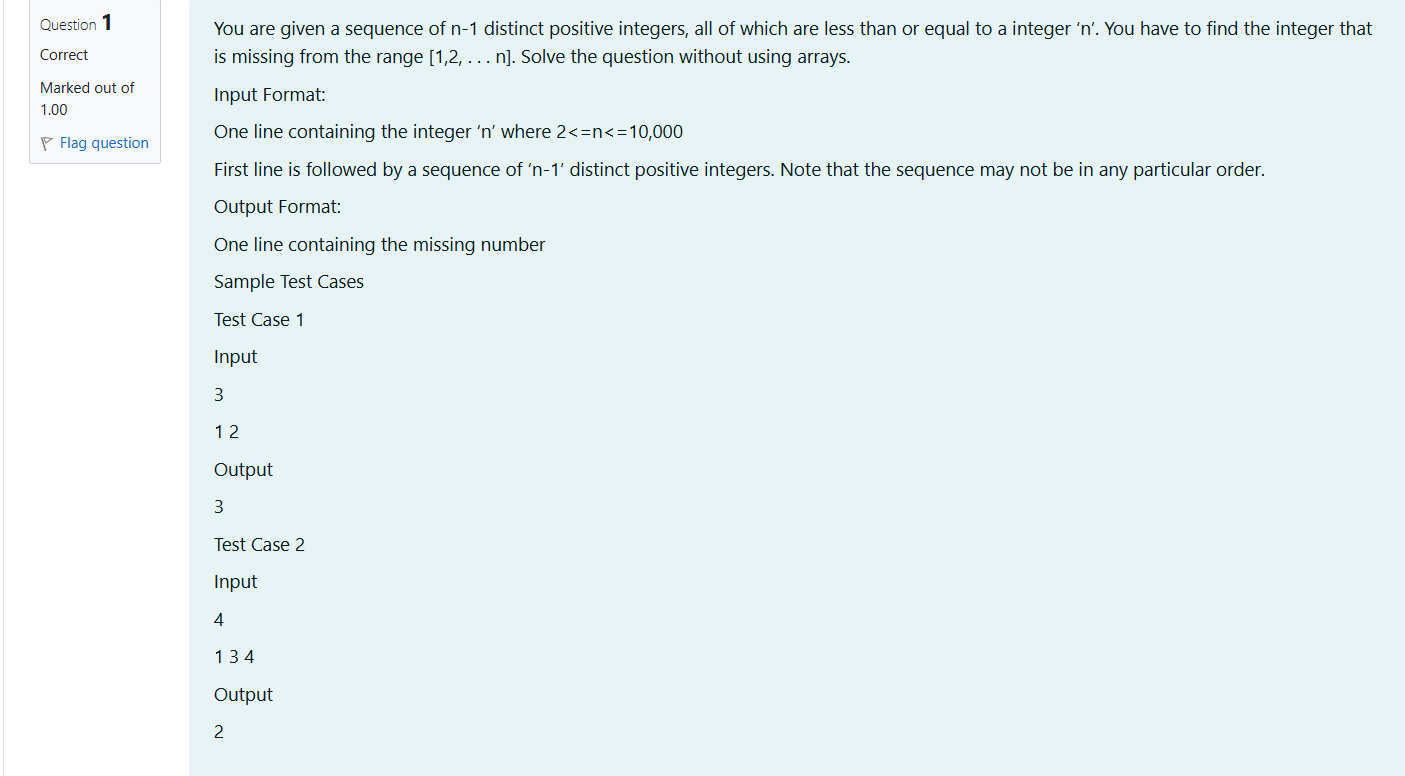 Question 1
Correct
Marked out of
1.00
Flag question
You are given a sequence of n-1 distinct positive integers, all of which are less than or equal to a integer ‘n’. You have to find the integer that
is missing from the range [1,2, . . . n]. Solve the question without using arrays.
Input Format:
One line containing the integer ‘n’ where 2<=n<=10,000
First line is followed by a sequence of ‘n-1’ distinct positive integers. Note that the sequence may not be in any particular order.
Output Format:
One line containing the missing number
Sample Test Cases
Test Case 1
Input
3
1 2
Output
3
Test Case 2
Input
4
1 3 4
Output
2